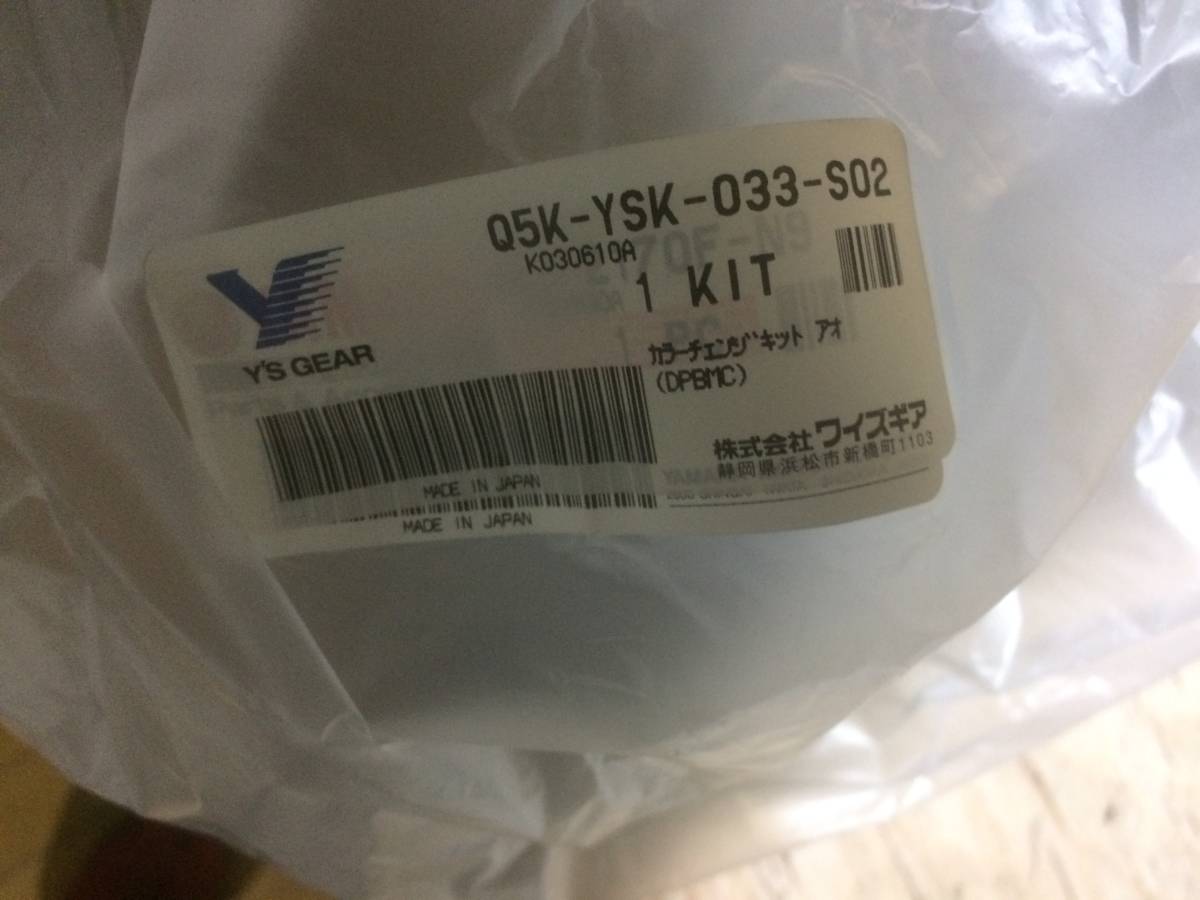 Q5K-YSK-033-S02
K030610A
1 KIT
Y'S GEAR
カラーチェンジキット アオ
(DPBMC)
株式会社 ワイズギア
静岡県浜松市新橋町1103
MADE IN JAPAN
MADE IN JAPAN